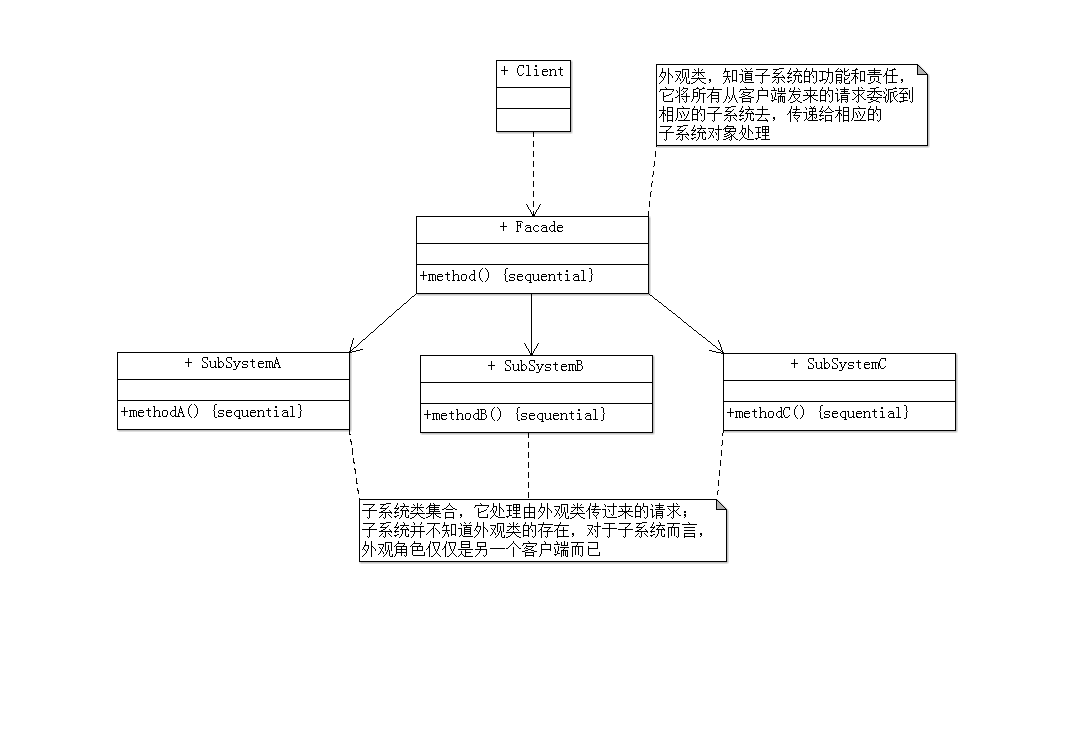 + Client
外观类，知道子系统的功能和责任，
它将所有从客户端发来的请求委派到
相应的子系统去，传递给相应的
子系统对象处理
+ Facade
+method() {sequential}
+ SubSystemA
+methodA() {sequential}
+ SubSystemB
+methodB() {sequential}
+ SubSystemC
+methodC() {sequential}
子系统类集合，它处理由外观类传过来的请求；
子系统并不知道外观类的存在，对于子系统而言，
外观角色仅仅是另一个客户端而已